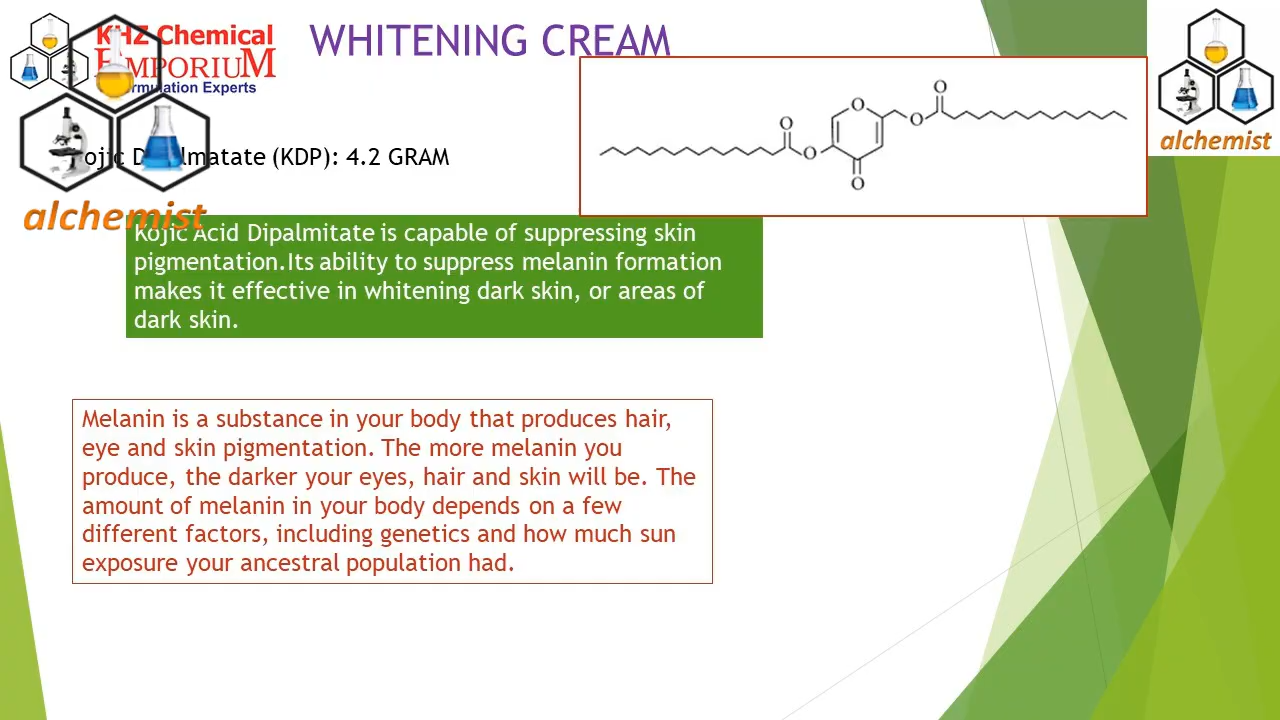 KHZ Chemical
EMPORIUM
Formulation Experts
WHITENING CREAM
alchemist
(KDP): 4.2 GRAM
alchemist
Kojic Acid Dipalmitate is capable of suppressing skin
pigmentation.Its ability to suppress melanin formation
makes it effective in whitening dark skin, or areas of
dark skin.
Melanin is a substance in your body that produces hair,
eye and skin pigmentation. The more melanin you
produce, the darker your eyes, hair and skin will be. The
amount of melanin in your body depends on a few
different factors, including genetics and how much sun
exposure your ancestral population had.
O
O
O
O
O
O